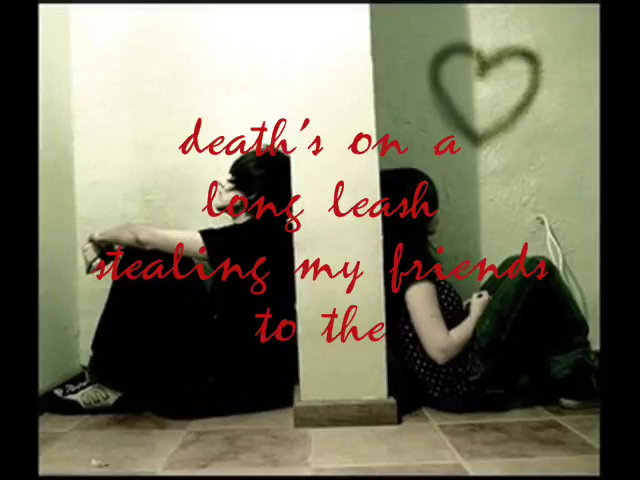 death's on a
long leash
stealing my friends
to the